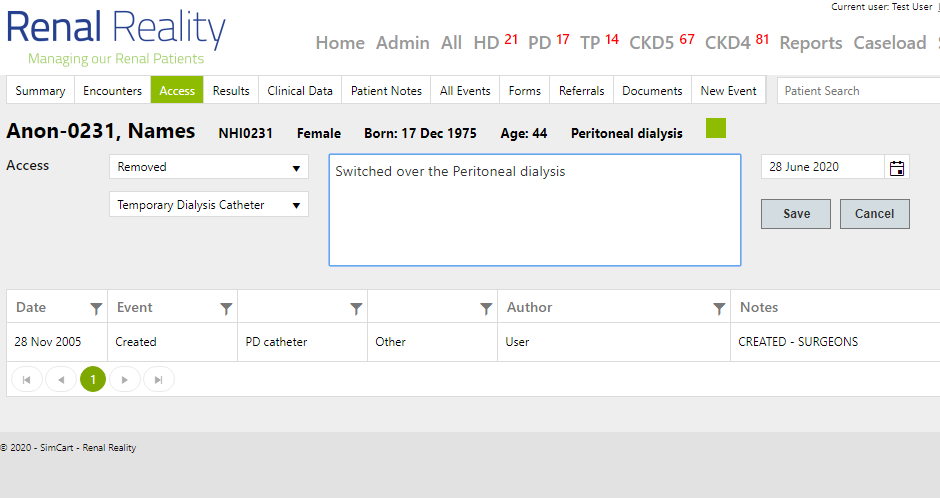 Current user: Test User
Renal Reality
Managing our Renal Patients
Home Admin All HD 21 PD 17 TP 14 CKD5 67 CKD4 81 Reports Caseload
Summary Encounters Access Results Clinical Data Patient Notes All Events Forms Referrals Documents New Event Patient Search
Anon-0231, Names NHI0231 Female Born: 17 Dec 1975 Age: 44 Peritoneal dialysis
Access Removed Switched over the Peritoneal dialysis 28 June 2020
Temporary Dialysis Catheter Save Cancel
Date Event Author Notes
28 Nov 2005 Created PD catheter Other User CREATED - SURGEONS
1
© 2020 - SimCart - Renal Reality